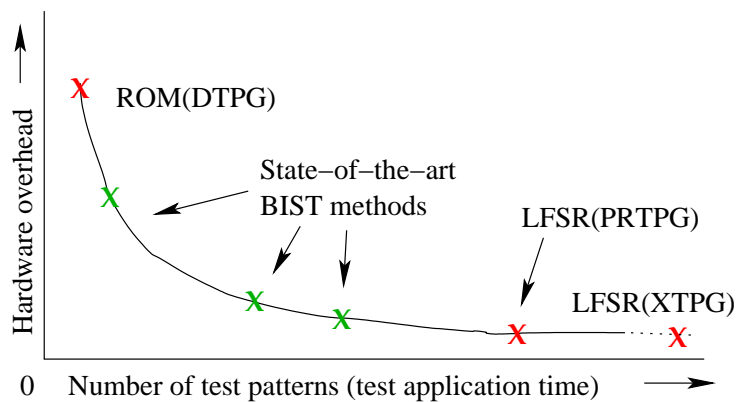 ROM(DTPG)
State−of−the−art
BIST methods
LFSR(PRTPG)
LFSR(XTPG)
Hardware overhead
0
Number of test patterns (test application time)